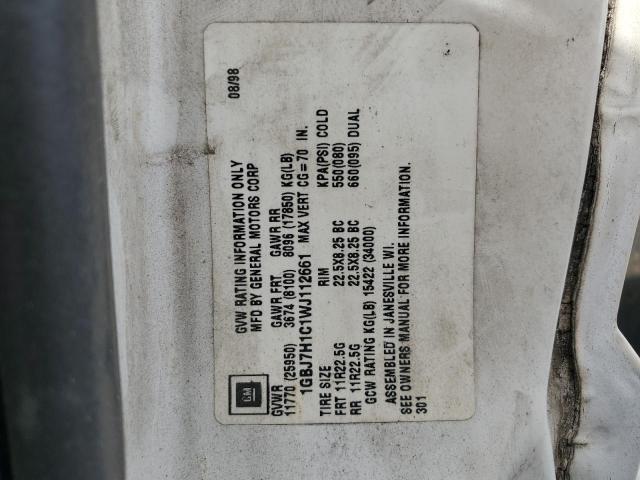 GM
GVW RATING INFORMATION ONLY 08/98
MFD BY GENERAL MOTORS CORP
GVWR GAWR FRT GAWR RR
11770 (25950) 3674 (8100) 8096 (17850) KG(LB)
1GBJ7H1C1WJ112661 MAX VERT CG=70 IN.
TIRE SIZE RIM KPA(PSI) COLD
FRT 11R22.5G 22.5X8.25 BC 550(080)
RR 11R22.5G 22.5X8.25 BC 660(095) DUAL
GCW RATING KG(LB) 15422 (34000)
ASSEMBLED IN JANESVILLE WI.
SEE OWNERS MANUAL FOR MORE INFORMATION.
301